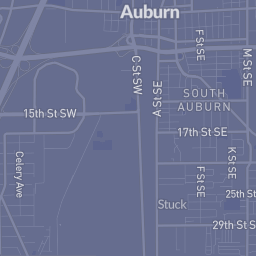 Auburn
F St SE
M St SE
C St SW
A St SE
SOUTH
AUBURN
15th St SW
17th St SE
Celery Ave
K St SE
F St SE
25th St
Stuck
29th St S